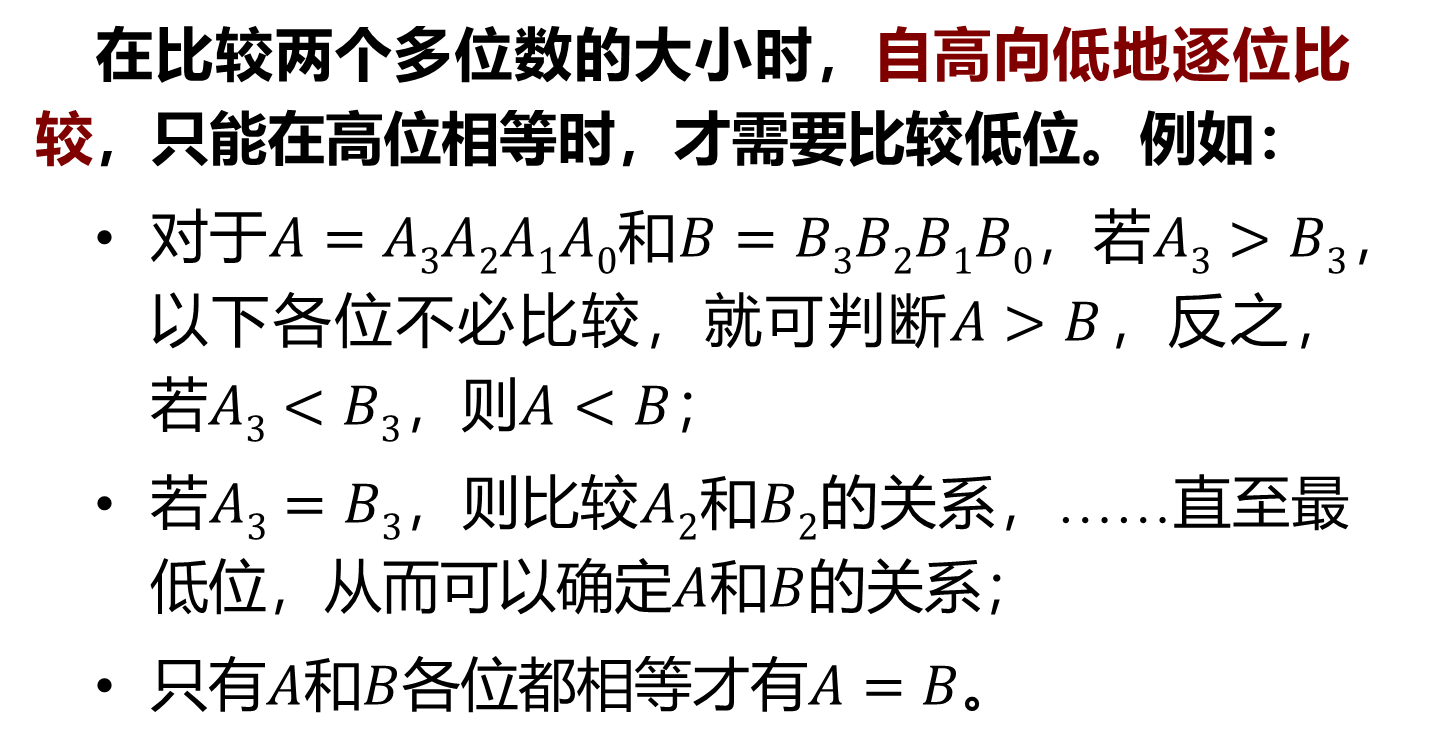 在比较两个多位数的大小时，自高向低地逐位比
较，只能在高位相等时，才需要比较低位。例如：
• 对于A = A₃A₂A₁A₀和B = B₃B₂B₁B₀，若A₃ > B₃，
以下各位不必比较，就可判断A > B，反之，
若A₃ < B₃，则A < B；
• 若A₃ = B₃，则比较A₂和B₂的关系，……直至最
低位，从而可以确定A和B的关系；
• 只有A和B各位都相等才有A = B。